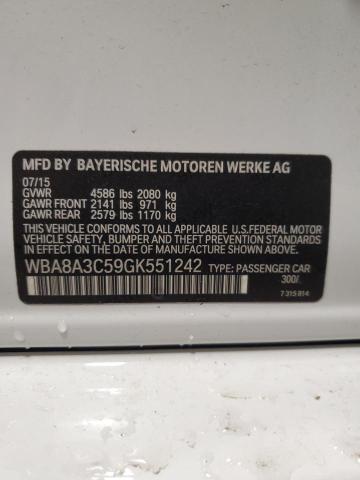 MFD BY BAYERISCHE MOTOREN WERKE AG
07/15
GVWR 4586 lbs 2080 kg
GAWR FRONT 2141 lbs 971 kg
GAWR REAR 2579 lbs 1170 kg
THIS VEHICLE CONFORMS TO ALL APPLICABLE U.S.FEDERAL MOTOR
VEHICLE SAFETY, BUMPER, AND THEFT PREVENTION STANDARDS
IN EFFECT ON THE DATE OF MANUFACTURE SHOWN ABOVE.
WBA8A3C59GK551242 TYPE: PASSENGER CAR
300/
7 315 814